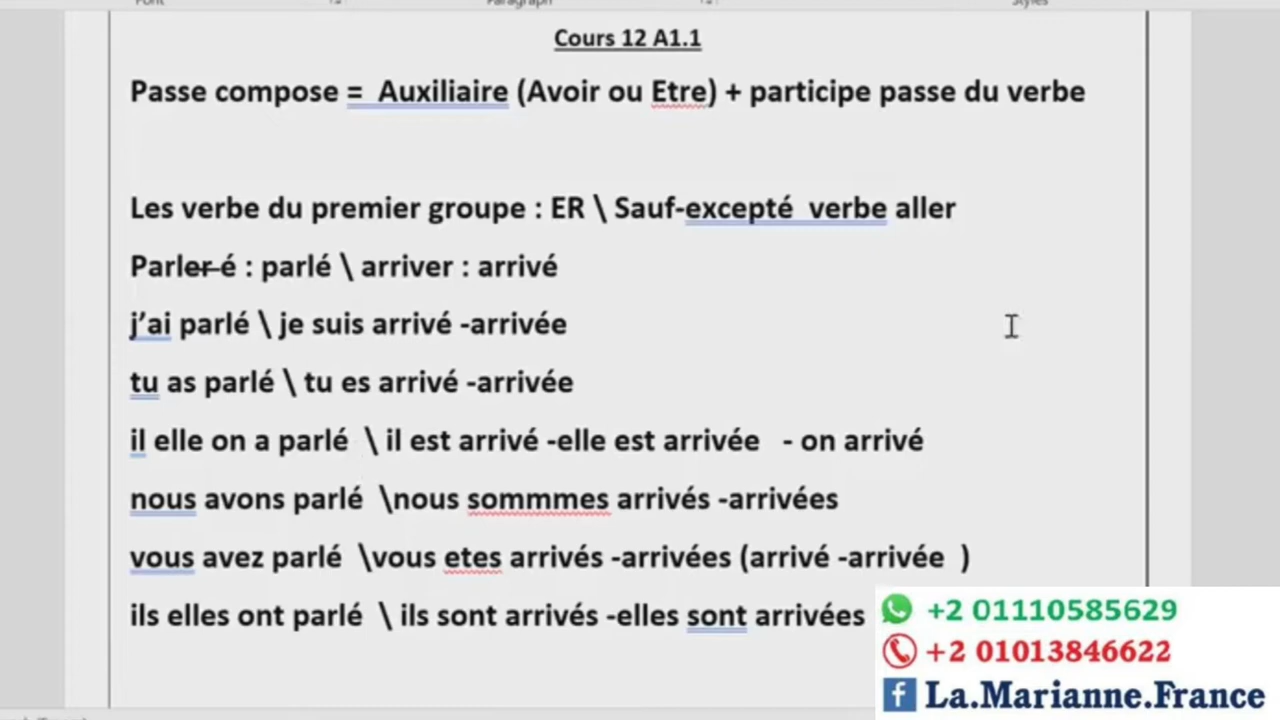 Font Paragraph Styles
Cours 12 A1.1
Passe compose = Auxiliaire (Avoir ou Etre) + participe passe du verbe
Les verbe du premier groupe : ER \ Sauf-excepté verbe aller
Parler é : parlé \ arriver : arrivé
j’ai parlé \ je suis arrivé -arrivée
tu as parlé \ tu es arrivé -arrivée
il elle on a parlé \ il est arrivé -elle est arrivée - on arrivé
nous avons parlé \nous sommmes arrivés -arrivées
vous avez parlé \vous etes arrivés -arrivées (arrivé -arrivée )
ils elles ont parlé \ ils sont arrivés -elles sont arrivées
+2 01110585629
+2 01013846622
La.Marianne.France